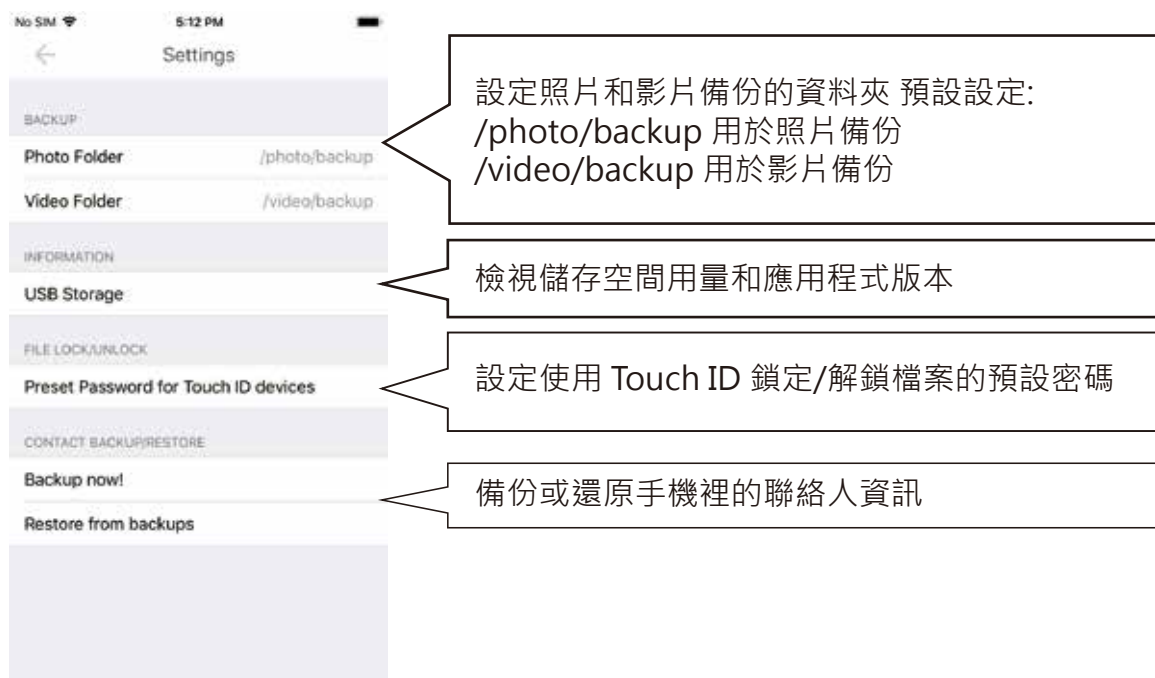 No SIM 5:12 PM
Settings
BACKUP
Photo Folder /photo/backup
Video Folder /video/backup
INFORMATION
USB Storage
FILE LOCK/UNLOCK
Preset Password for Touch ID devices
CONTACT BACKUP/RESTORE
Backup now!
Restore from backups
設定照片和影片備份的資料夾 預設設定:
/photo/backup 用於照片備份
/video/backup 用於影片備份
檢視儲存空間用量和應用程式版本
設定使用 Touch ID 鎖定/解鎖檔案的預設密碼
備份或還原手機裡的聯絡人資訊